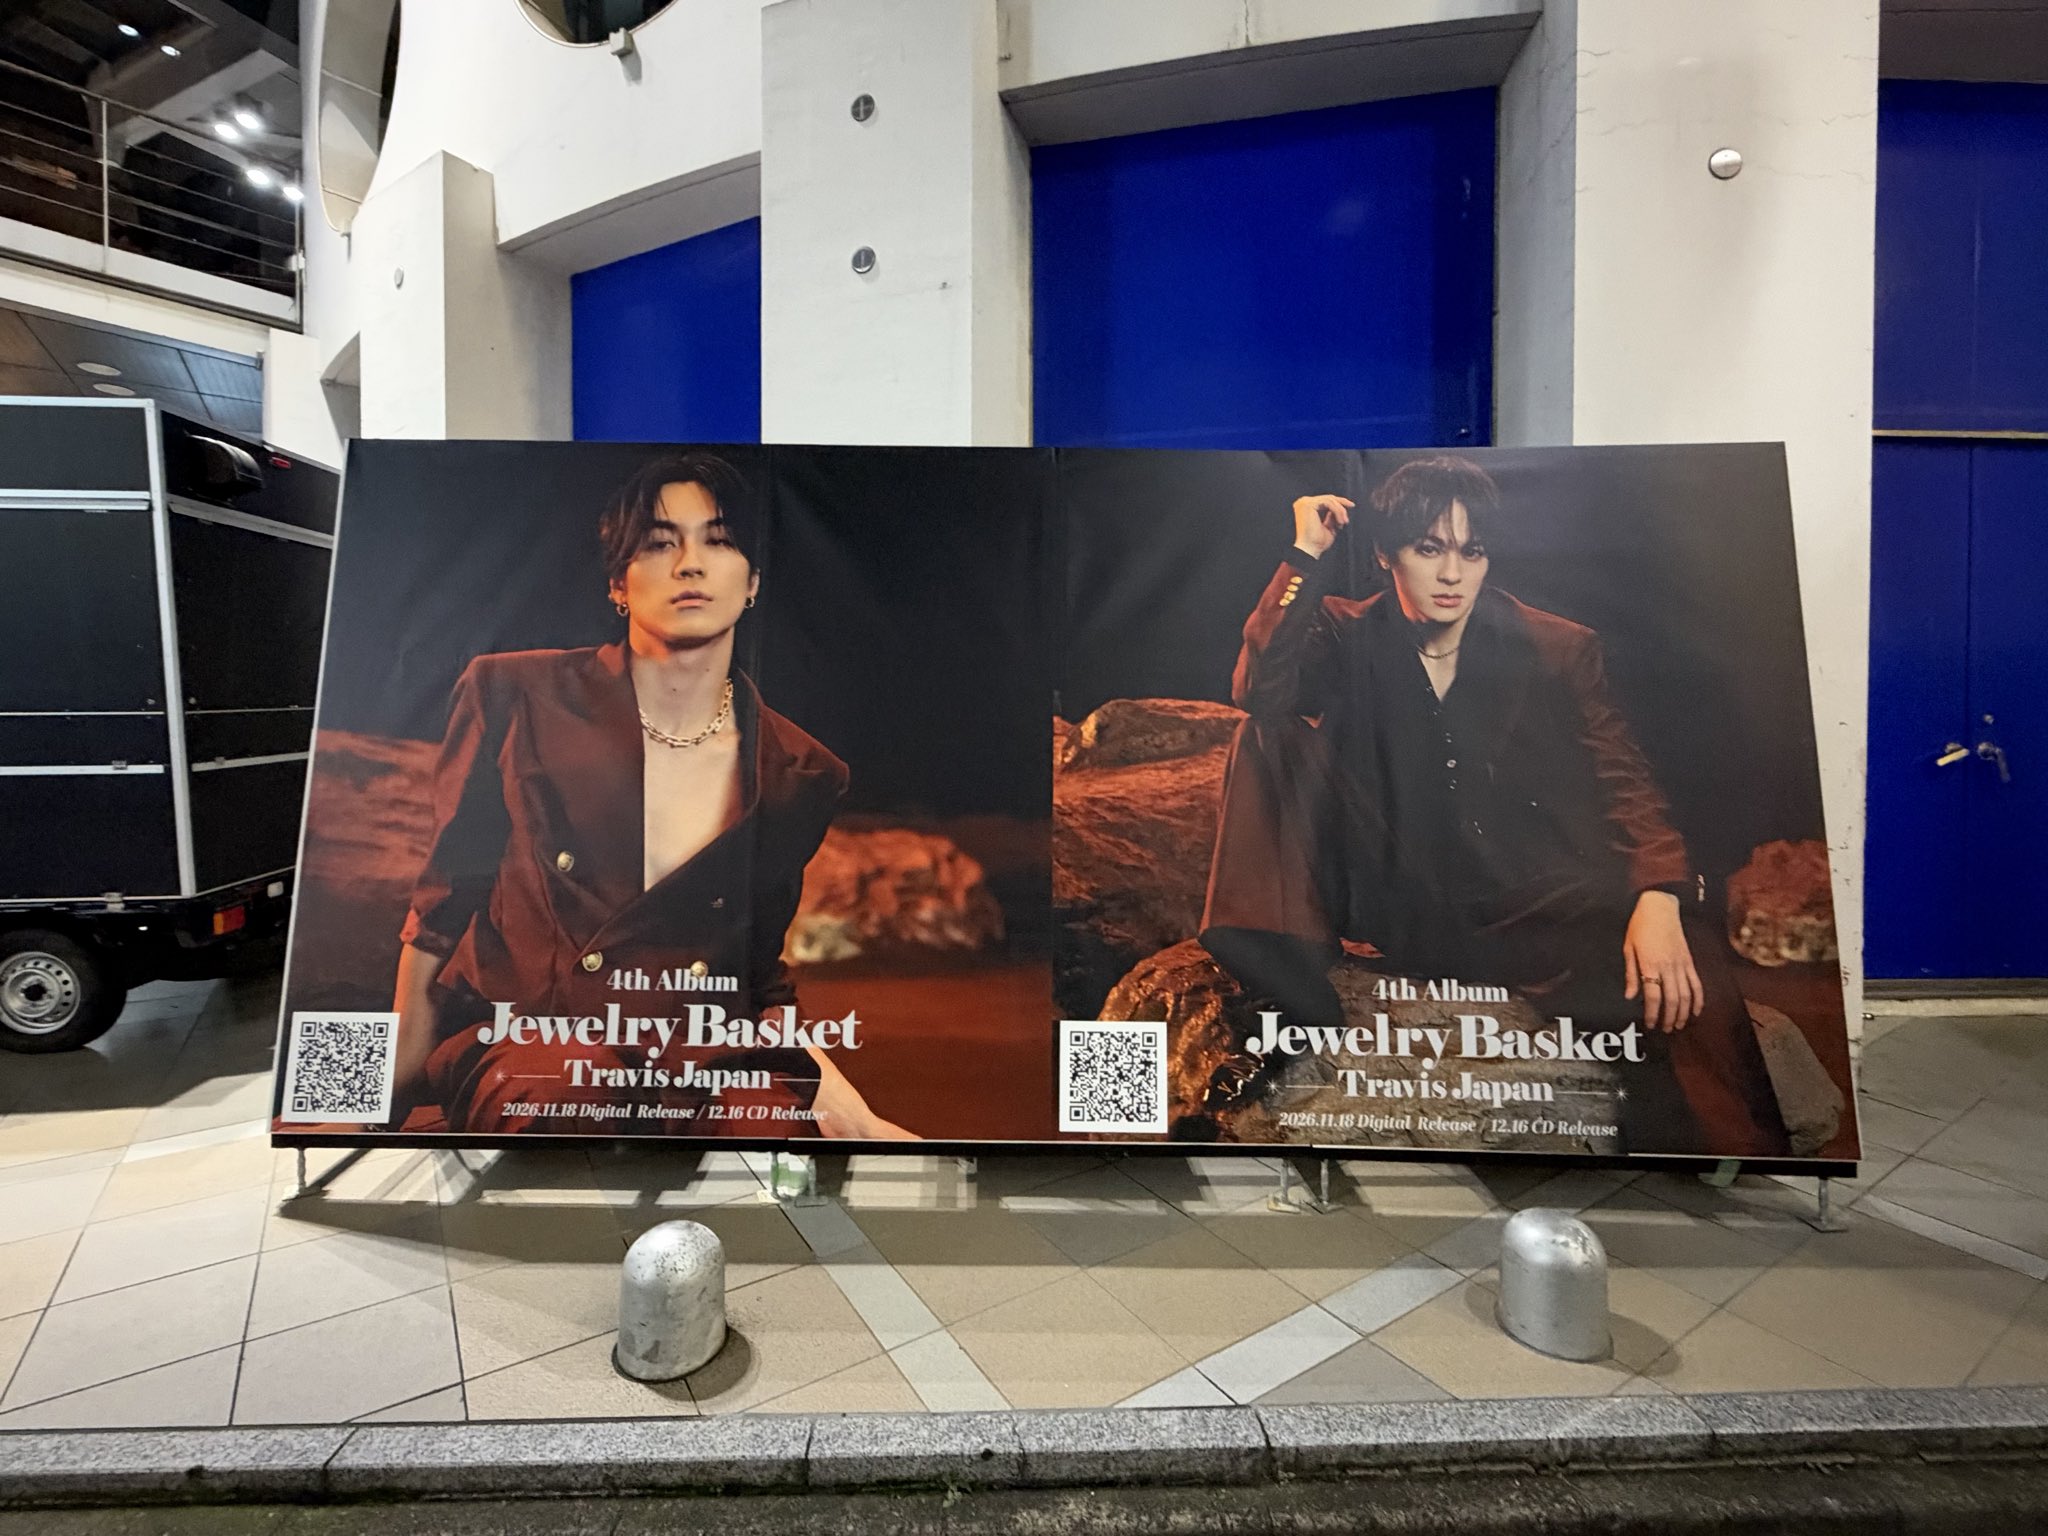 4th Album
Jewelry Basket
Travis Japan
2026.11.18 Digital Release / 12.16 CD Release
4th Album
Jewelry Basket
Travis Japan
2026.11.18 Digital Release / 12.16 CD Release